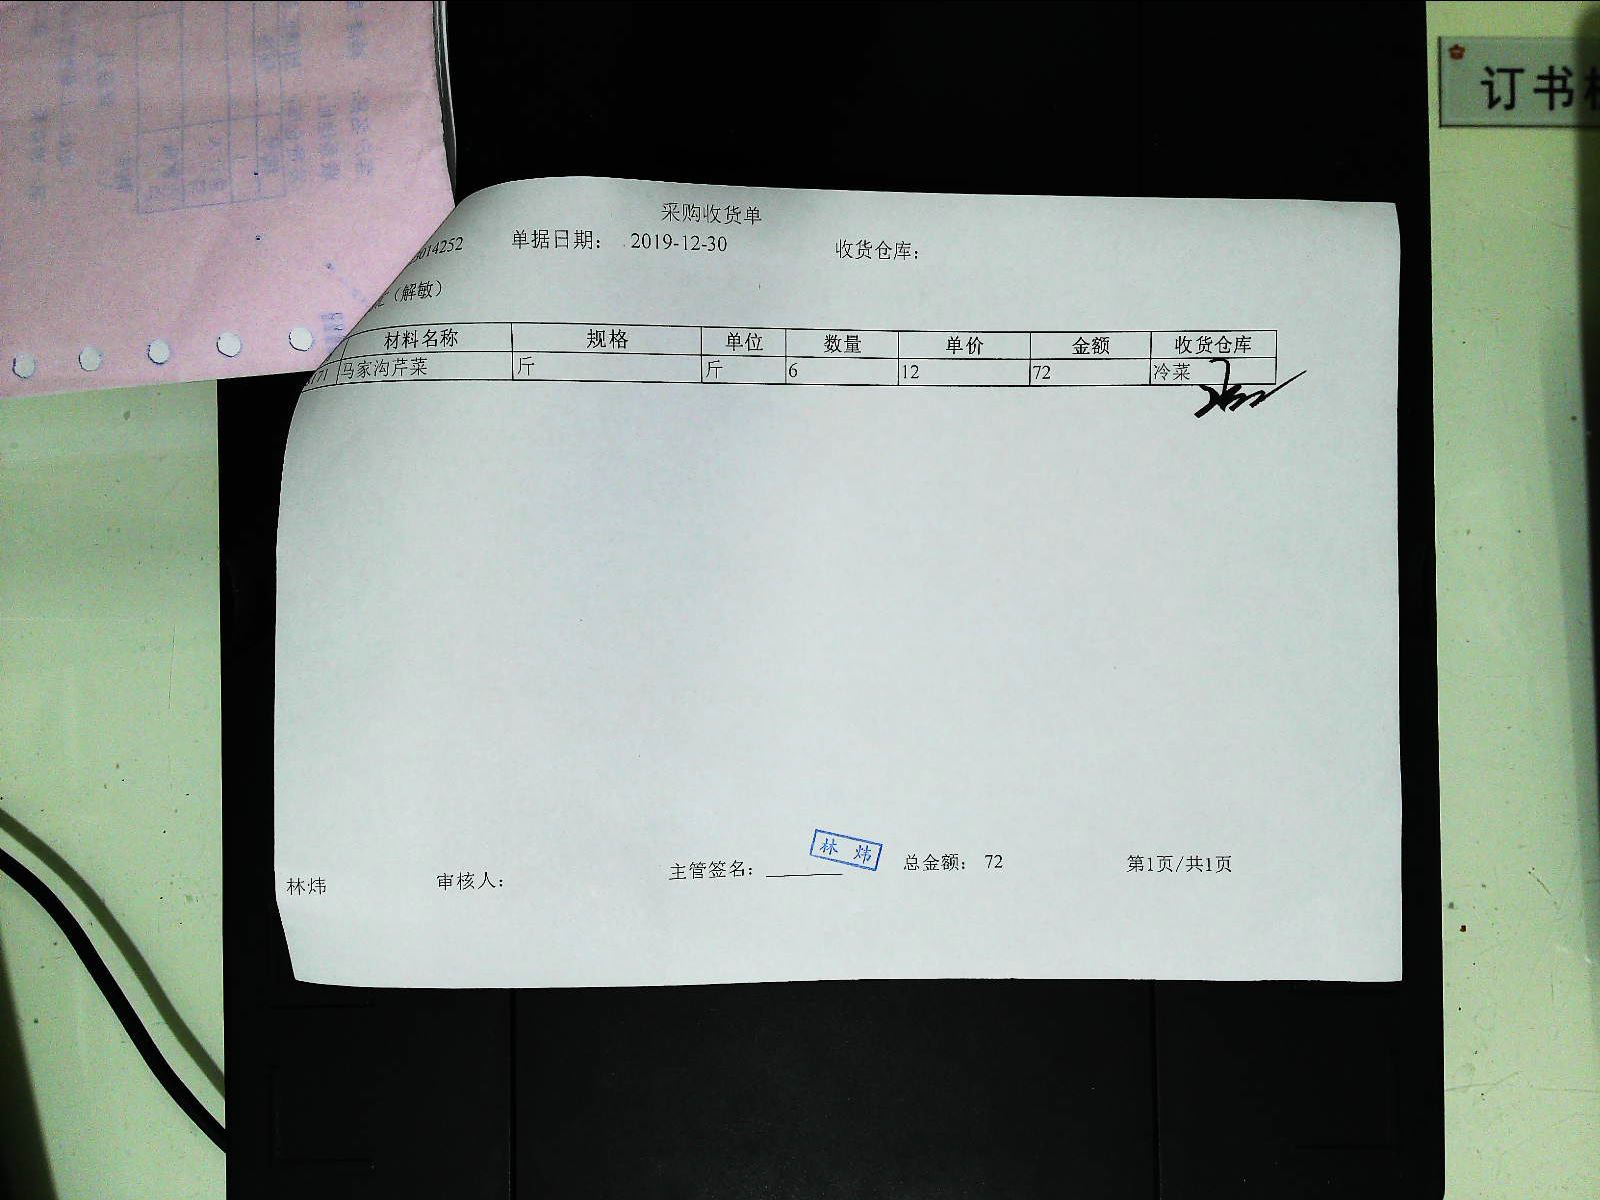 订书
采购收货单
014252 单据日期： 2019-12-30 收货仓库：
（解敏）
材料名称 规格 单位 数量 单价 金额 收货仓库
71 马家沟芹菜 斤 斤 6 12 72 冷菜
林炜
林炜 审核人： 主管签名： 总金额： 72 第1页/共1页